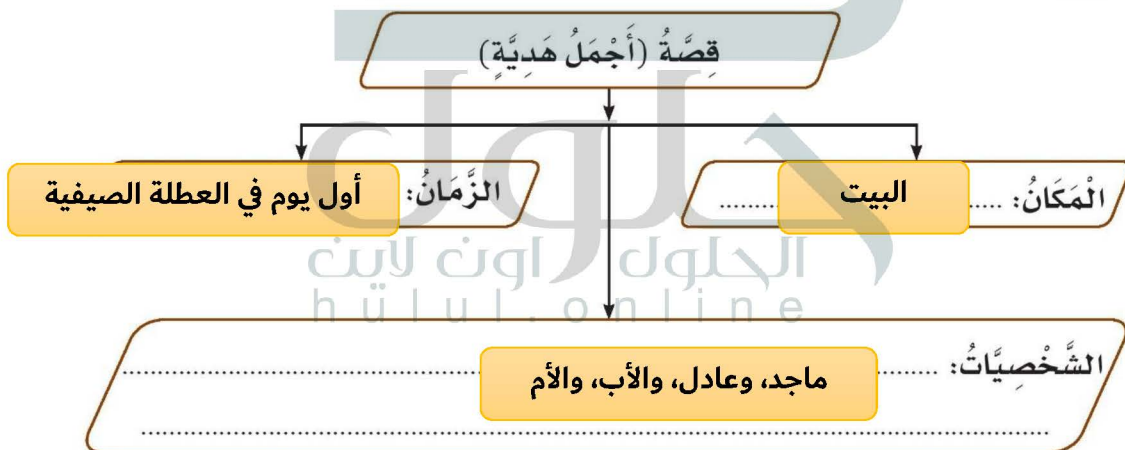 قِصَّةُ (أَجْمَلُ هَدِيَّةٍ)
الْمَكَانُ: البيت
الزَّمَانُ: أول يوم في العطلة الصيفية
حلول
الحلول اون لاين
hulul.online
الشَّخْصِيَّاتُ: ماجد، وعادل، والأب، والأم